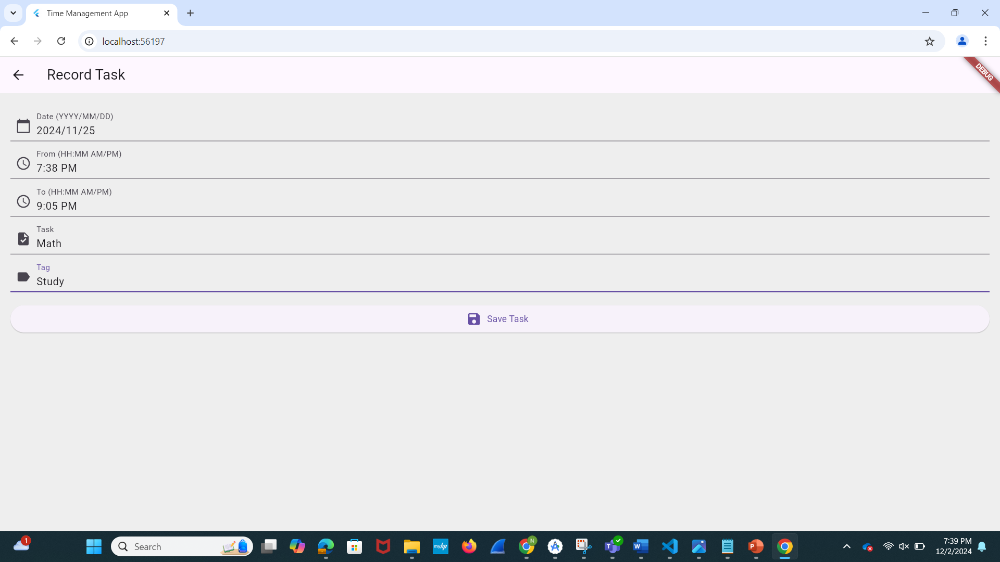 Time Management App
localhost:56197
Record Task
DEBUG
Date (YYYY/MM/DD)
2024/11/25
From (HH:MM AM/PM)
7:38 PM
To (HH:MM AM/PM)
9:05 PM
Task
Math
Tag
Study
Save Task
1
Search
myhp
N
T
W
P
7:39 PM
12/2/2024